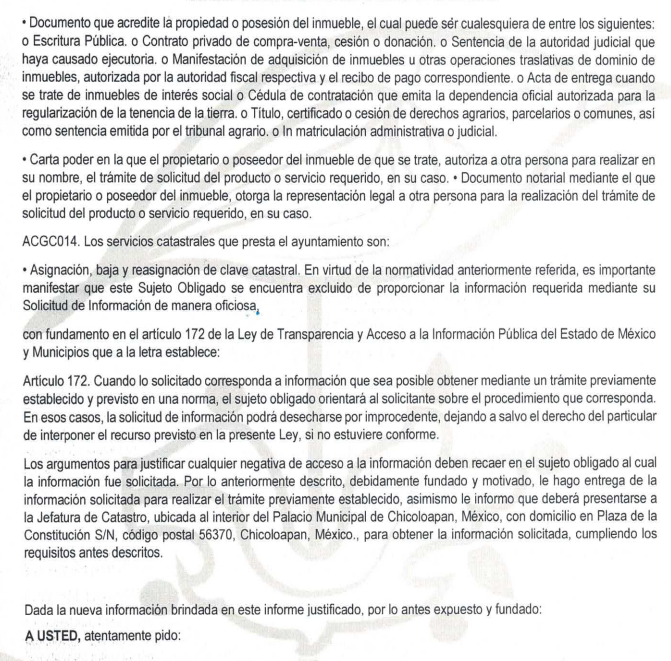 • Documento que acredite la propiedad o posesión del inmueble, el cual puede ser cualesquiera de entre los siguientes:
o Escritura Pública. o Contrato privado de compra-venta, cesión o donación. o Sentencia de la autoridad judicial que
haya causado ejecutoria. o Manifestación de adquisición de inmuebles u otras operaciones traslativas de dominio de
inmuebles, autorizada por la autoridad fiscal respectiva y el recibo de pago correspondiente. o Acta de entrega cuando
se trate de inmuebles de interés social o Cédula de contratación que emita la dependencia oficial autorizada para la
regularización de la tenencia de la tierra. o Título, certificado o cesión de derechos agrarios, parcelarios o comunes, así
como sentencia emitida por el tribunal agrario. o In matriculación administrativa o judicial.
• Carta poder en la que el propietario o poseedor del inmueble de que se trate, autoriza a otra persona para realizar en
su nombre, el trámite de solicitud del producto o servicio requerido, en su caso. • Documento notarial mediante el que
el propietario o poseedor del inmueble, otorga la representación legal a otra persona para la realización del trámite de
solicitud del producto o servicio requerido, en su caso.
ACGC014. Los servicios catastrales que presta el ayuntamiento son:
• Asignación, baja y reasignación de clave catastral. En virtud de la normatividad anteriormente referida, es importante
manifestar que este Sujeto Obligado se encuentra excluido de proporcionar la información requerida mediante su
Solicitud de Información de manera oficiosa,
con fundamento en el artículo 172 de la Ley de Transparencia y Acceso a la Información Pública del Estado de México
y Municipios que a la letra establece:
Artículo 172. Cuando lo solicitado corresponda a información que sea posible obtener mediante un trámite previamente
establecido y previsto en una norma, el sujeto obligado orientará al solicitante sobre el procedimiento que corresponda.
En esos casos, la solicitud de información podrá desecharse por improcedente, dejando a salvo el derecho del particular
de interponer el recurso previsto en la presente Ley, si no estuviere conforme.
Los argumentos para justificar cualquier negativa de acceso a la información deben recaer en el sujeto obligado al cual
la información fue solicitada. Por lo anteriormente descrito, debidamente fundado y motivado, le hago entrega de la
información solicitada para realizar el trámite previamente establecido, asimismo le informo que deberá presentarse a
la Jefatura de Catastro, ubicada al interior del Palacio Municipal de Chicoloapan, México, con domicilio en Plaza de la
Constitución S/N, código postal 56370, Chicoloapan, México., para obtener la información solicitada, cumpliendo los
requisitos antes descritos.
Dada la nueva información brindada en este informe justificado, por lo antes expuesto y fundado:
A USTED, atentamente pido: